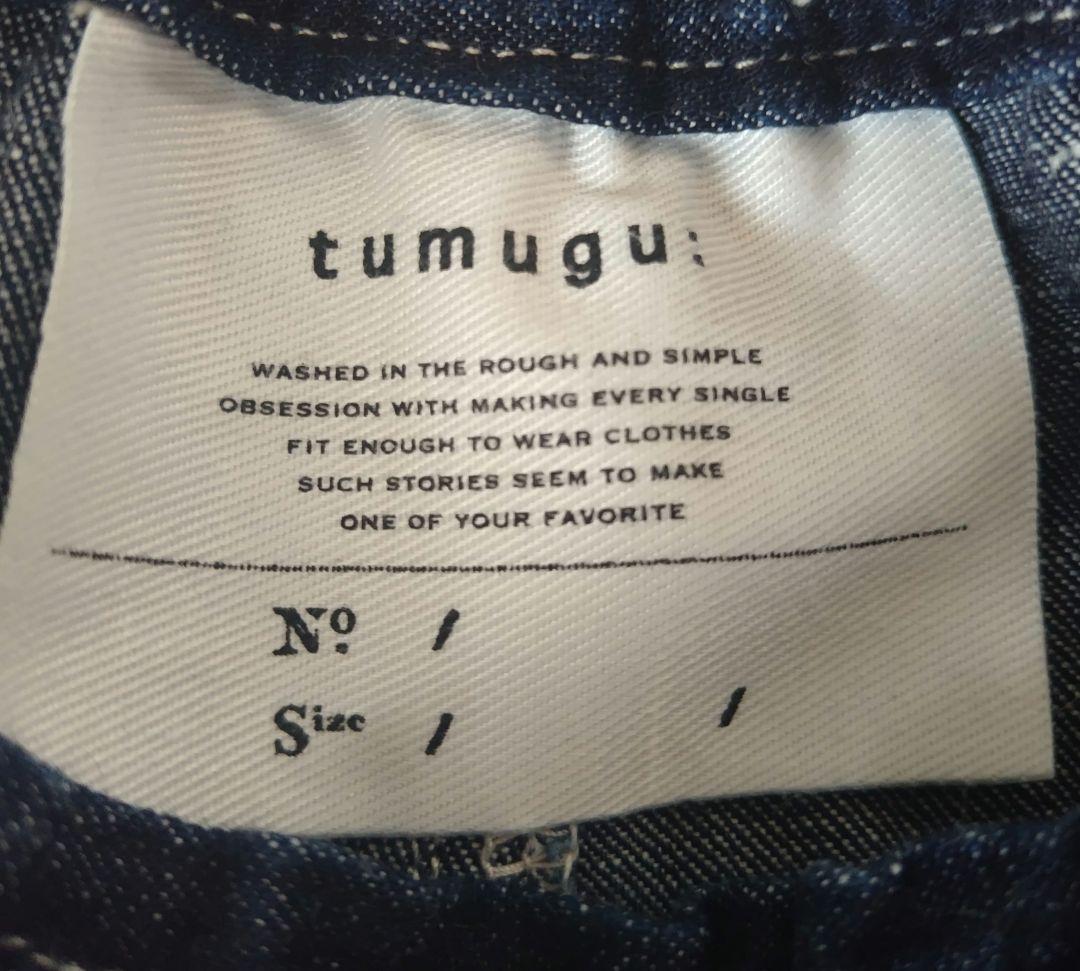 tumugu:
WASHED IN THE ROUGH AND SIMPLE
OBSESSION WITH MAKING EVERY SINGLE
FIT ENOUGH TO WEAR CLOTHES
SUCH STORIES SEEM TO MAKE
ONE OF YOUR FAVORITE
Nº /
Size / /